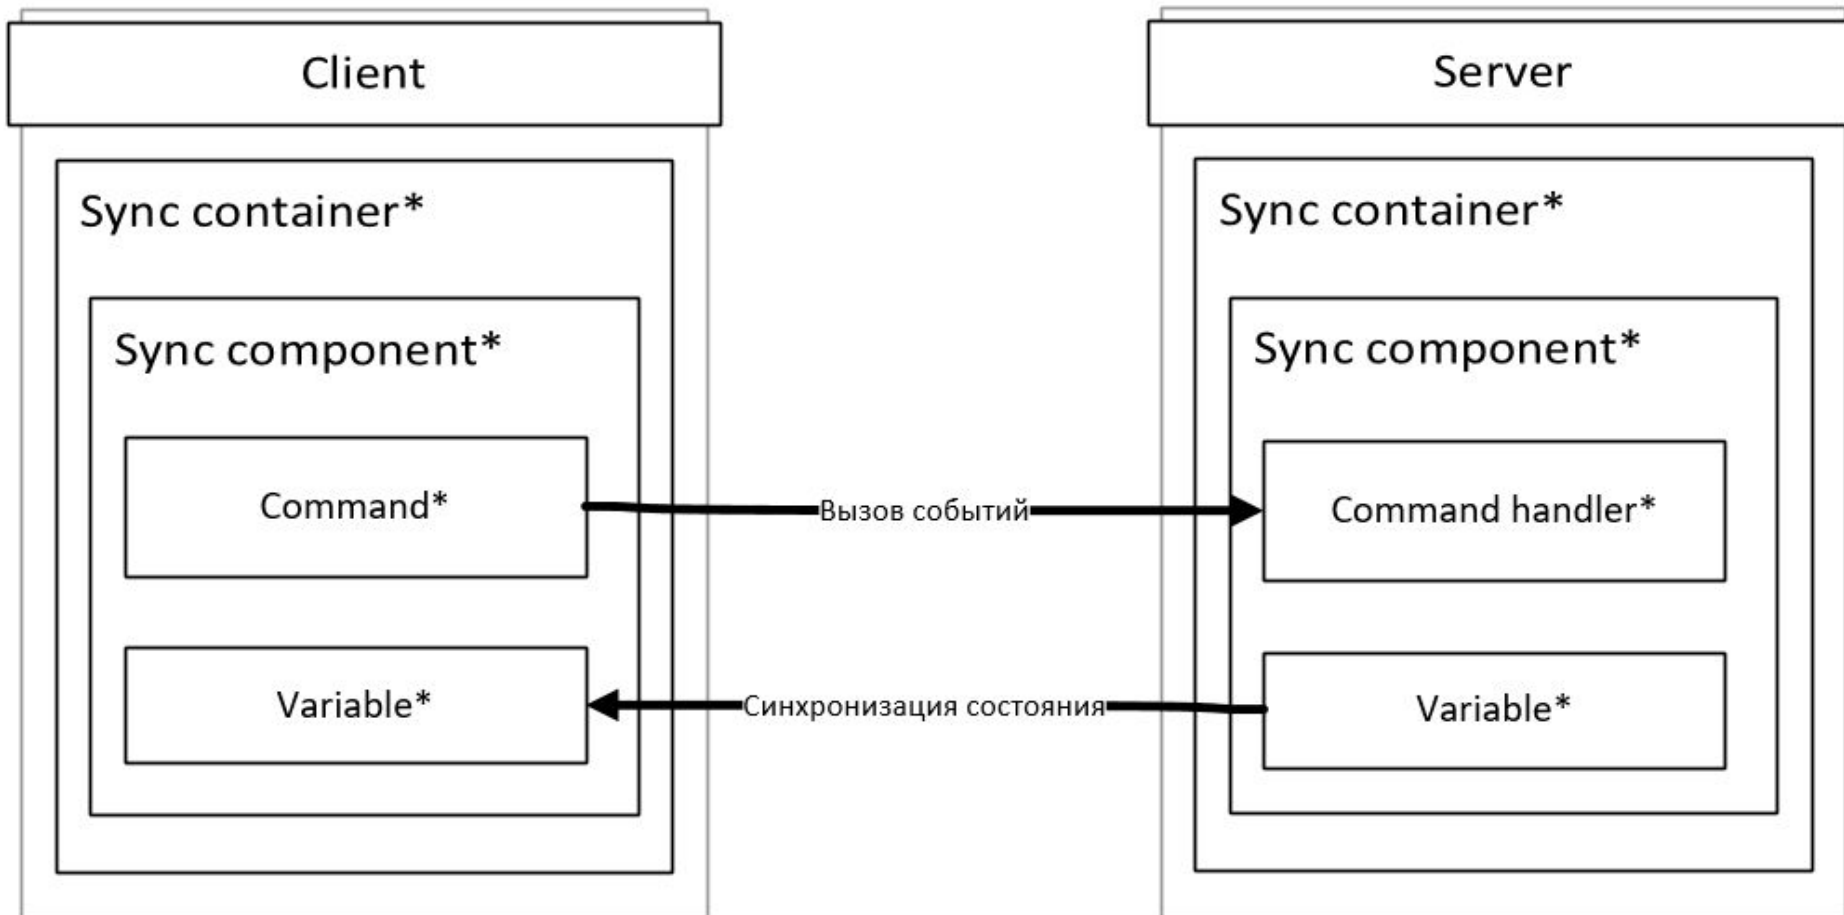 Client
Sync container*
Sync component*
Command*
Variable*
Вызов событий
Синхронизация состояния
Server
Sync container*
Sync component*
Command handler*
Variable*